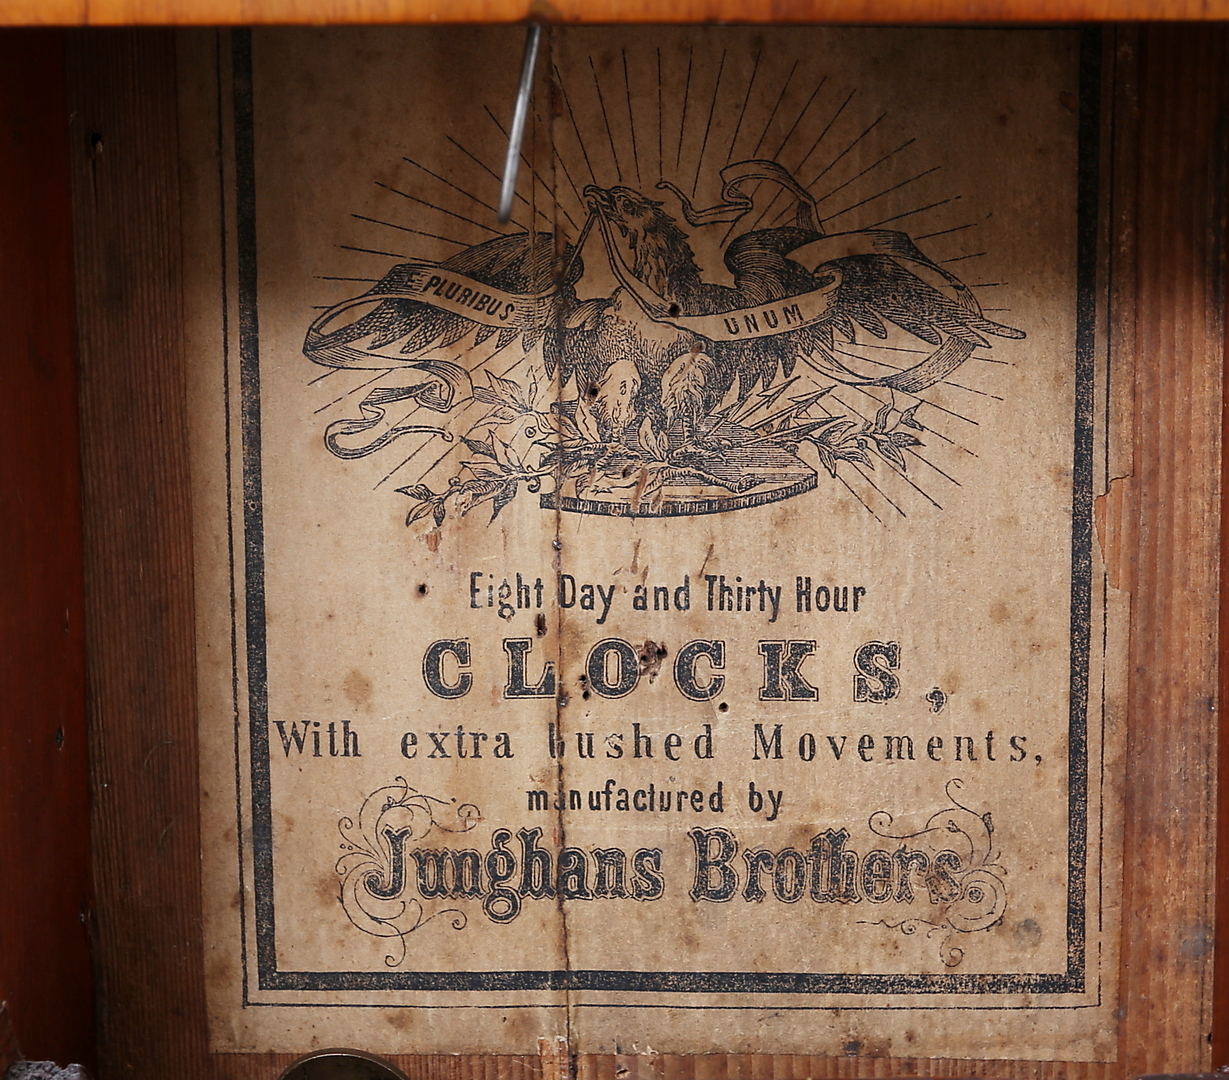 E PLURIBUS UNUM
Eight Day and Thirty Hour
CLOCKS,
With extra bushed Movements,
manufactured by
Junghans Brothers.